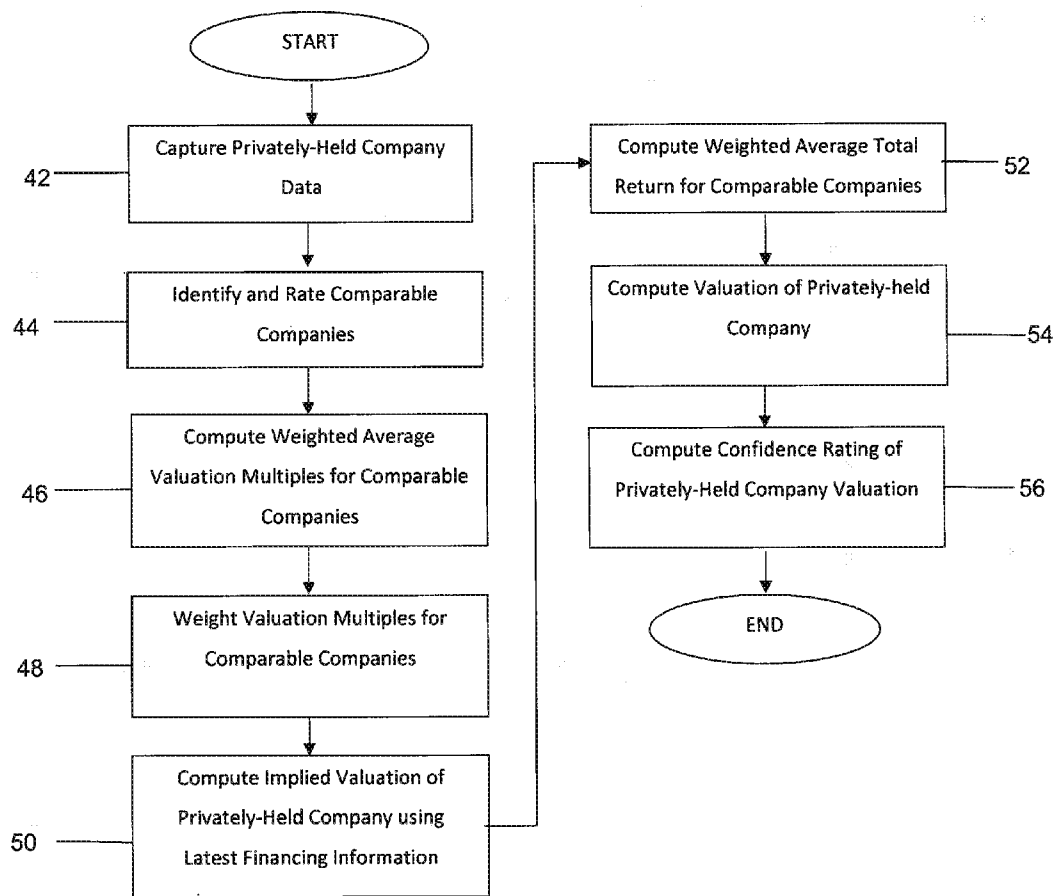 START
42
Capture Privately-Held Company
Data
44
Identify and Rate Comparable
Companies
46
Compute Weighted Average
Valuation Multiples for Comparable
Companies
48
Weight Valuation Multiples for
Comparable Companies
50
Compute Implied Valuation of
Privately-Held Company using
Latest Financing Information
Compute Weighted Average Total
Return for Comparable Companies
52
Compute Valuation of Privately-held
Company
54
Compute Confidence Rating of
Privately-Held Company Valuation
56
END